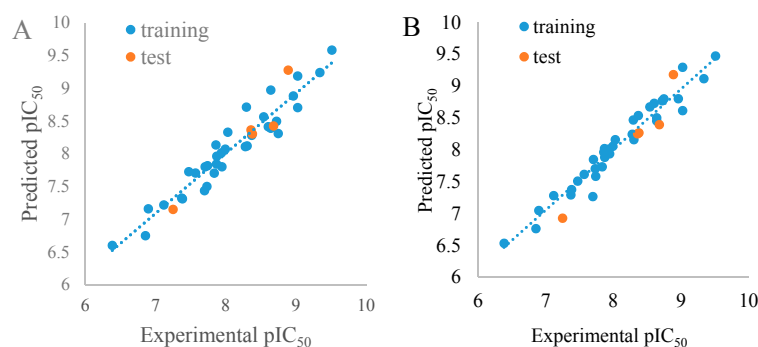 A
training
test
Predicted pIC50
10
9.5
9
8.5
8
7.5
7
6.5
6
6 7 8 9 10
Experimental pIC50
B
training
test
Predicted pIC50
10
9.5
9
8.5
8
7.5
7
6.5
6
6 7 8 9 10
Experimental pIC50